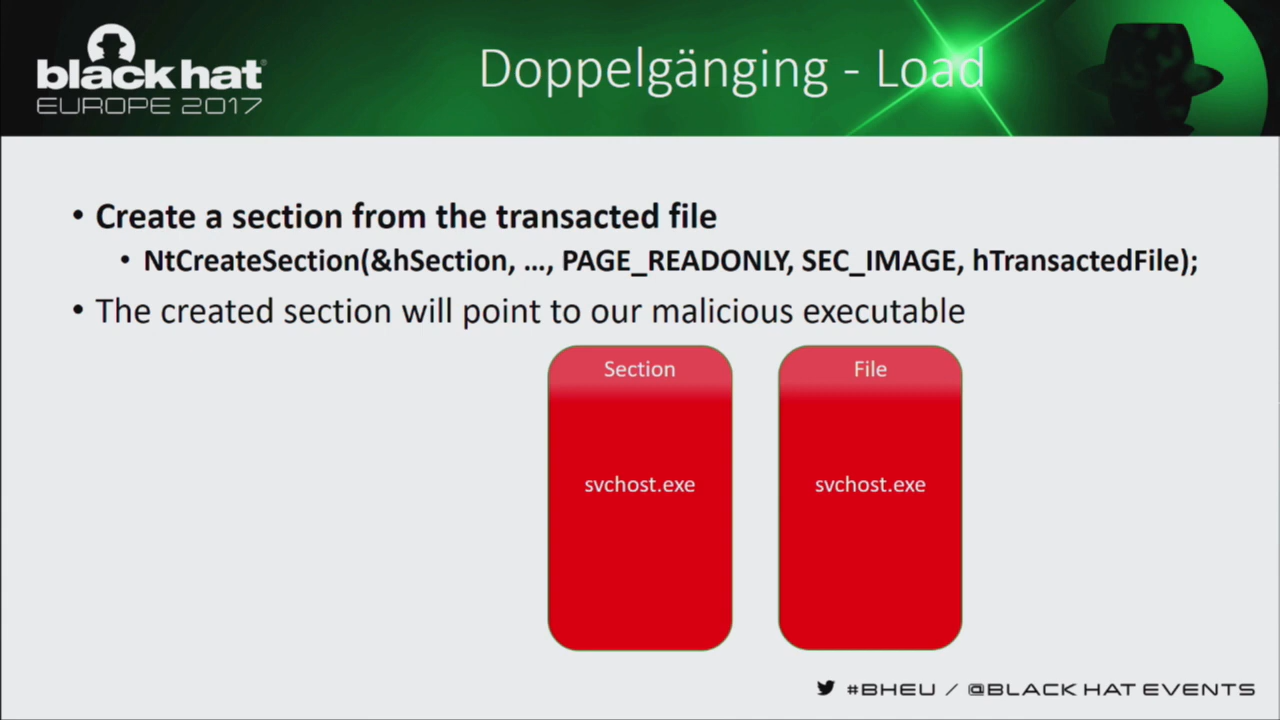 black hat®
EUROPE 2017
Doppelgänging - Load
• Create a section from the transacted file
• NtCreateSection(&hSection, ..., PAGE_READONLY, SEC_IMAGE, hTransactedFile);
• The created section will point to our malicious executable
Section
File
svchost.exe
svchost.exe
#BHEU / @BLACK HAT EVENTS